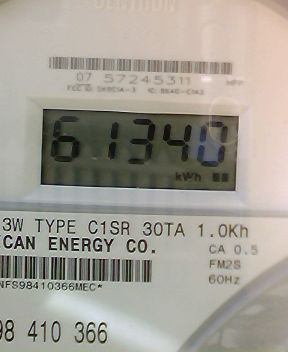 CENTRON
07 57245311
61340
kWh
3W TYPE C1SR 30TA 1.0Kh
CAN ENERGY CO.
CA 0.5
FM2S
60Hz
NFS98410366MEC*
98 410 366